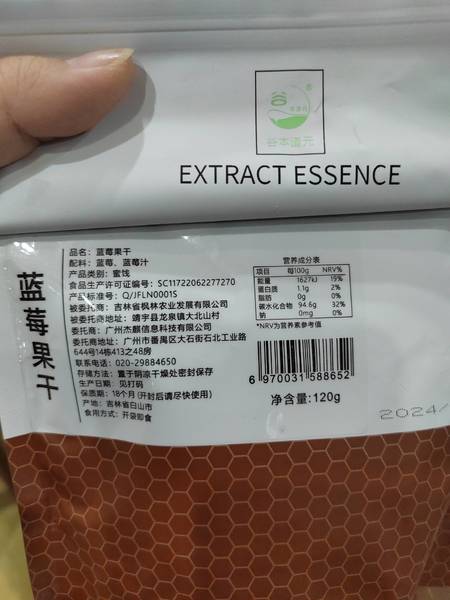 谷
谷本道元
EXTRACT ESSENCE
蓝莓果干
品名：蓝莓果干
配料：蓝莓、蓝莓汁
产品类别：蜜饯
食品生产许可证编号：SC11722062277270
产品标准号：Q/JFLN0001S
被委托商：吉林省枫林农业发展有限公司
被委托商地址：靖宇县龙泉镇大北山村
委托商：广州杰麒信息科技有限公司
委托商地址：广州市番禺区大石街石北工业路
644号14栋413之48房
联系电话：020-29884650
存储方法：置于阴凉干燥处密封保存
生产日期：见打码
保质期：18个月（开封后请尽快使用）
产地：吉林省白山市
食用方式：开袋即食
营养成分表
项目 每100g NRV%
能量 1627kJ 19%
蛋白质 1.1g 2%
脂肪 0g 0%
碳水化合物 94.6g 32%
钠 0mg 0%
*NRV为营养素参考值
6 970031 588652
净含量：120g
2024/